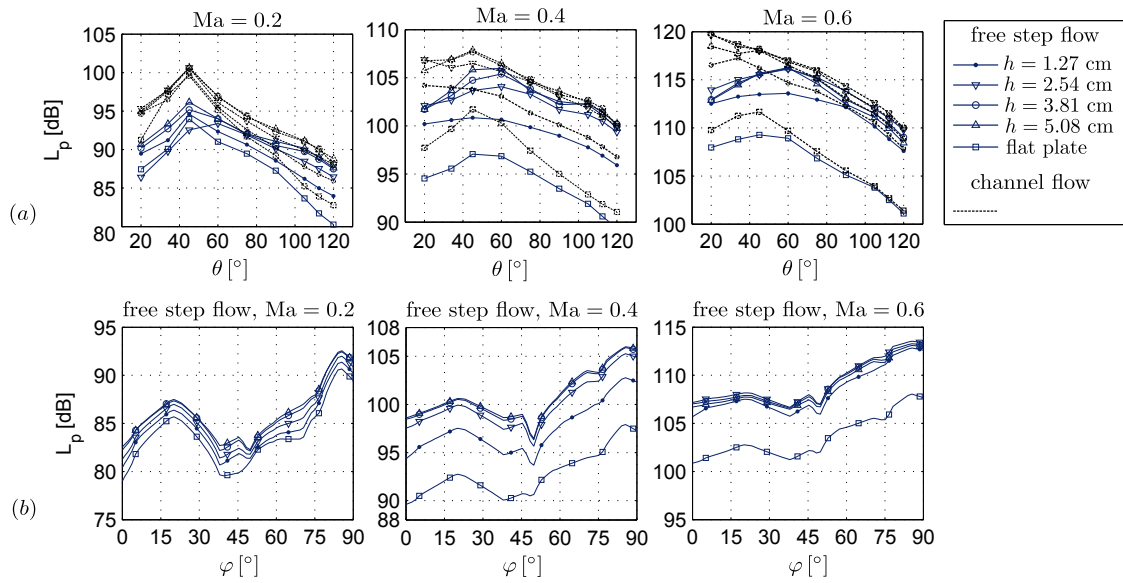 Ma = 0.2
105
100
95
90
85
80
L_p [dB]
20 40 60 80 100 120
θ [°]
Ma = 0.4
110
105
100
95
90
20 40 60 80 100 120
θ [°]
Ma = 0.6
120
115
110
105
100
20 40 60 80 100 120
θ [°]
free step flow
h = 1.27 cm
h = 2.54 cm
h = 3.81 cm
h = 5.08 cm
flat plate
channel flow
(a)
free step flow, Ma = 0.2
95
90
85
80
75
L_p [dB]
0 15 30 45 60 75 90
φ [°]
free step flow, Ma = 0.4
108
105
100
95
90
88
0 15 30 45 60 75 90
φ [°]
free step flow, Ma = 0.6
115
110
105
100
95
0 15 30 45 60 75 90
φ [°]
(b)